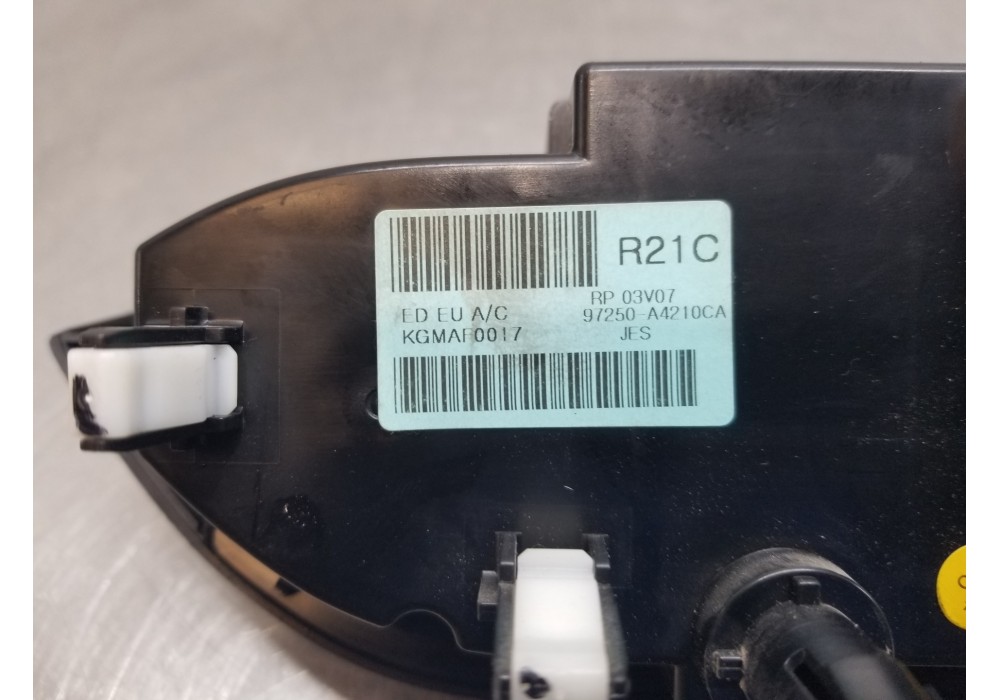 R21C
RP 03V07
ED EU A/C
97250-A4210CA
KGMAF0017
JES